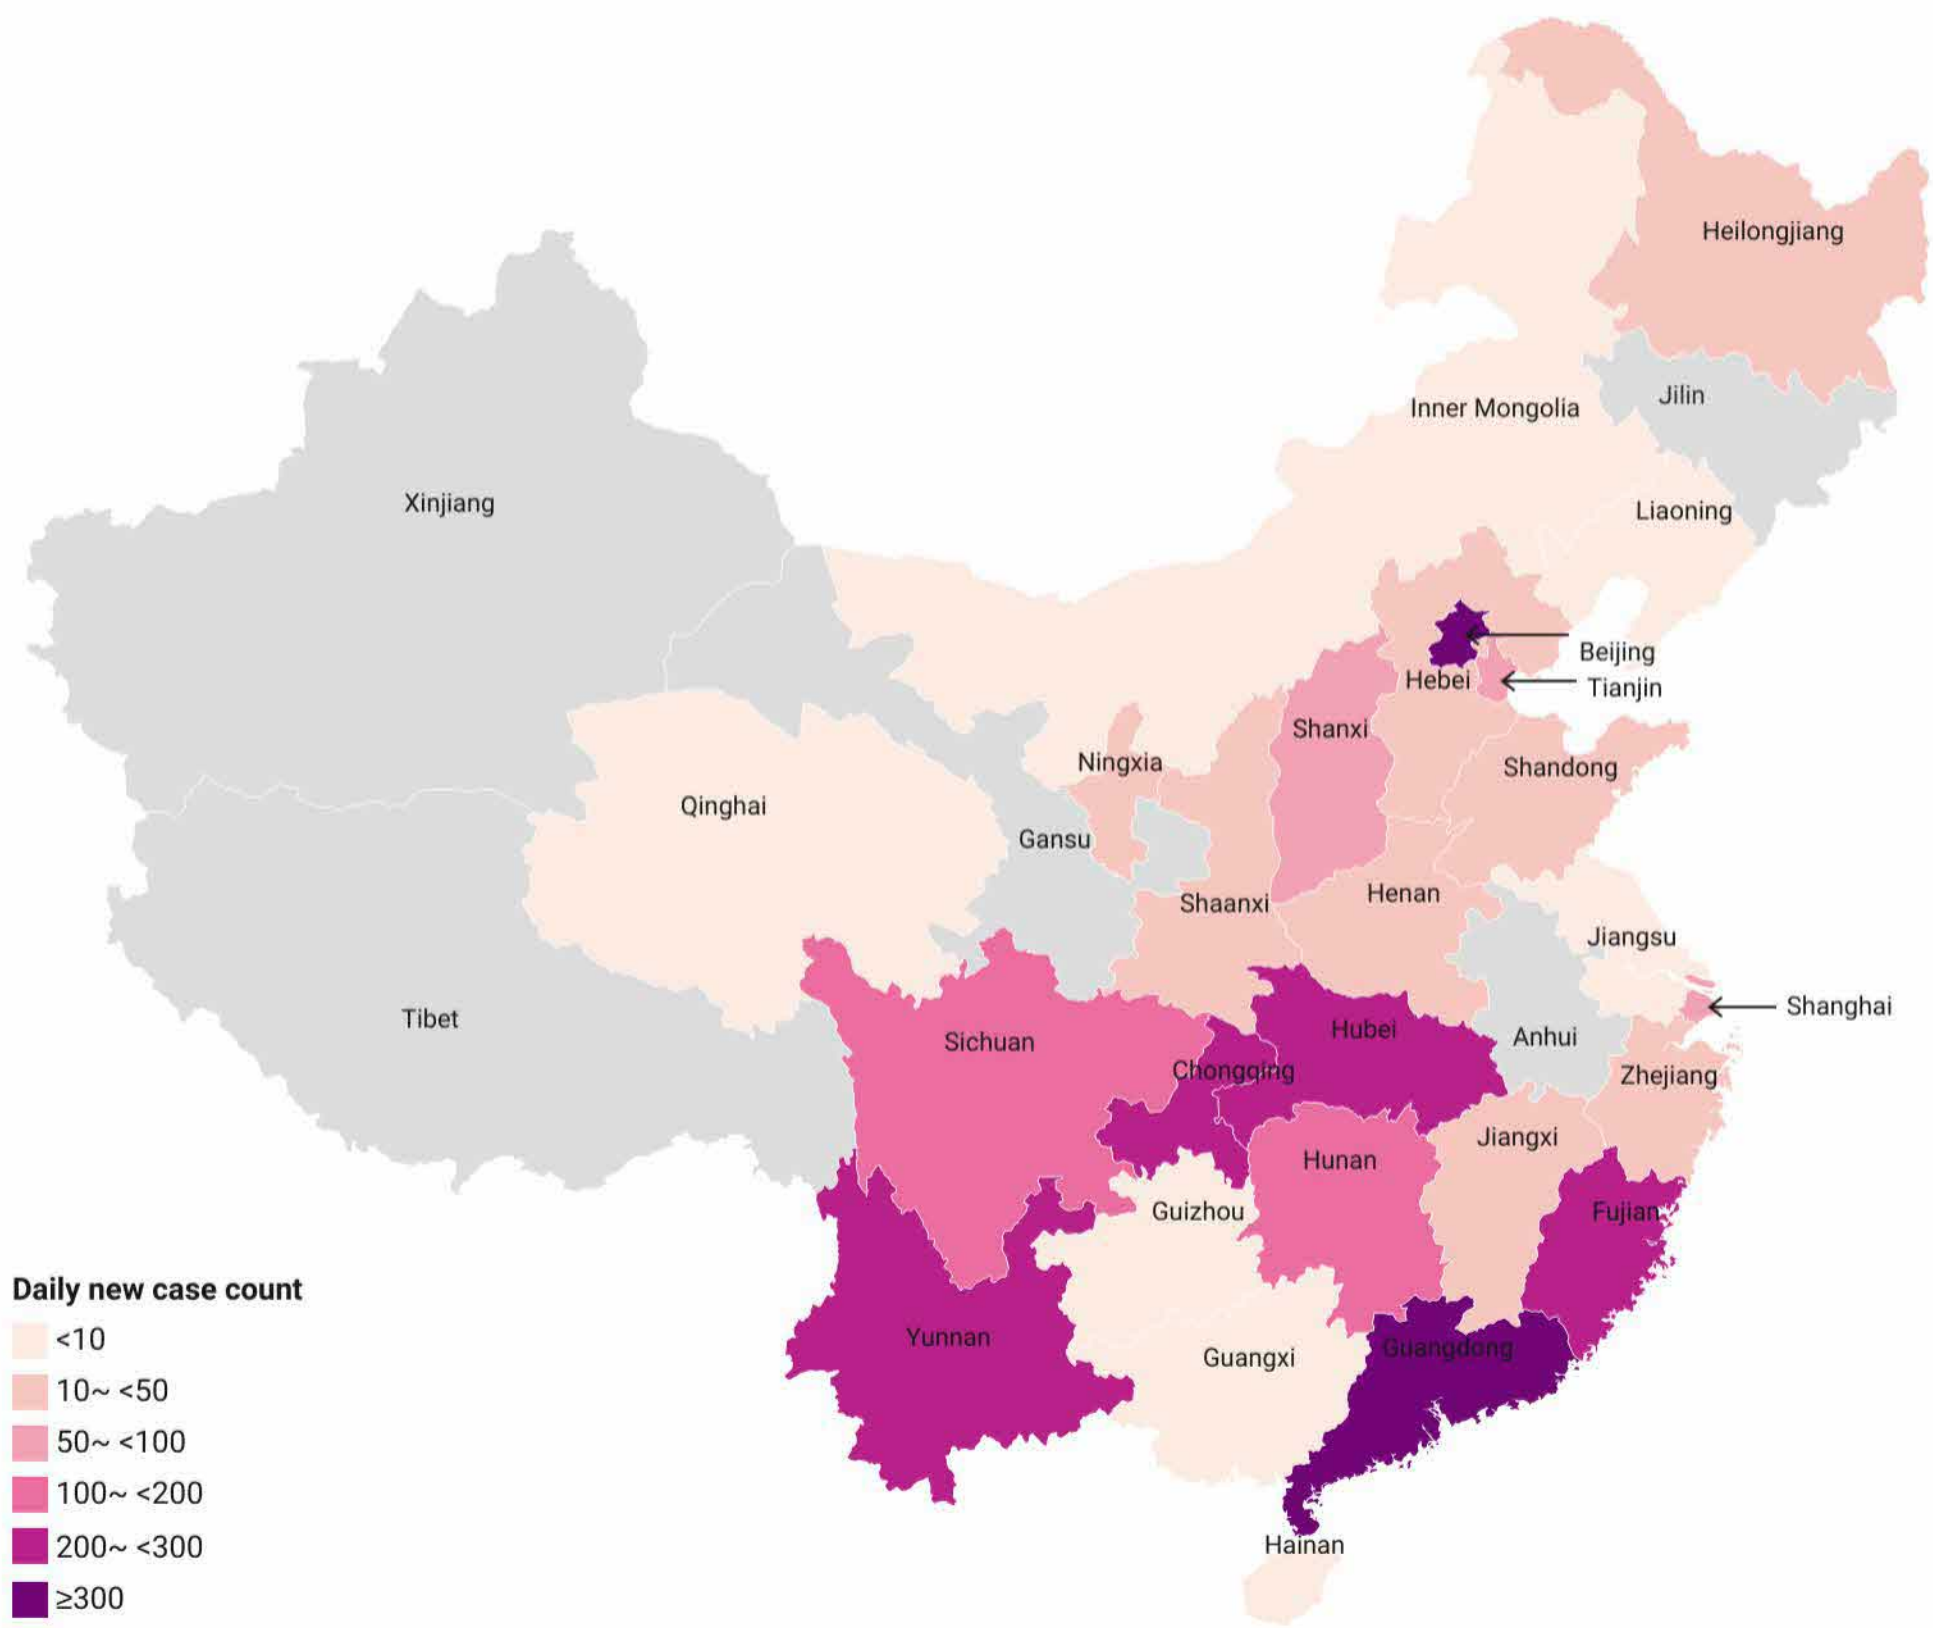 Heilongjiang
Jilin
Inner Mongolia
Xinjiang
Liaoning
Beijing
Hebei
Tianjin
Shanxi
Ningxia
Shandong
Qinghai
Gansu
Henan
Shaanxi
Jiangsu
Shanghai
Tibet
Hubei
Anhui
Sichuan
Chongqing
Zhejiang
Jiangxi
Hunan
Guizhou
Fujian
Yunnan
Guangdong
Guangxi
Hainan
Daily new case count
<10
10~ <50
50~ <100
100~ <200
200~ <300
≥300